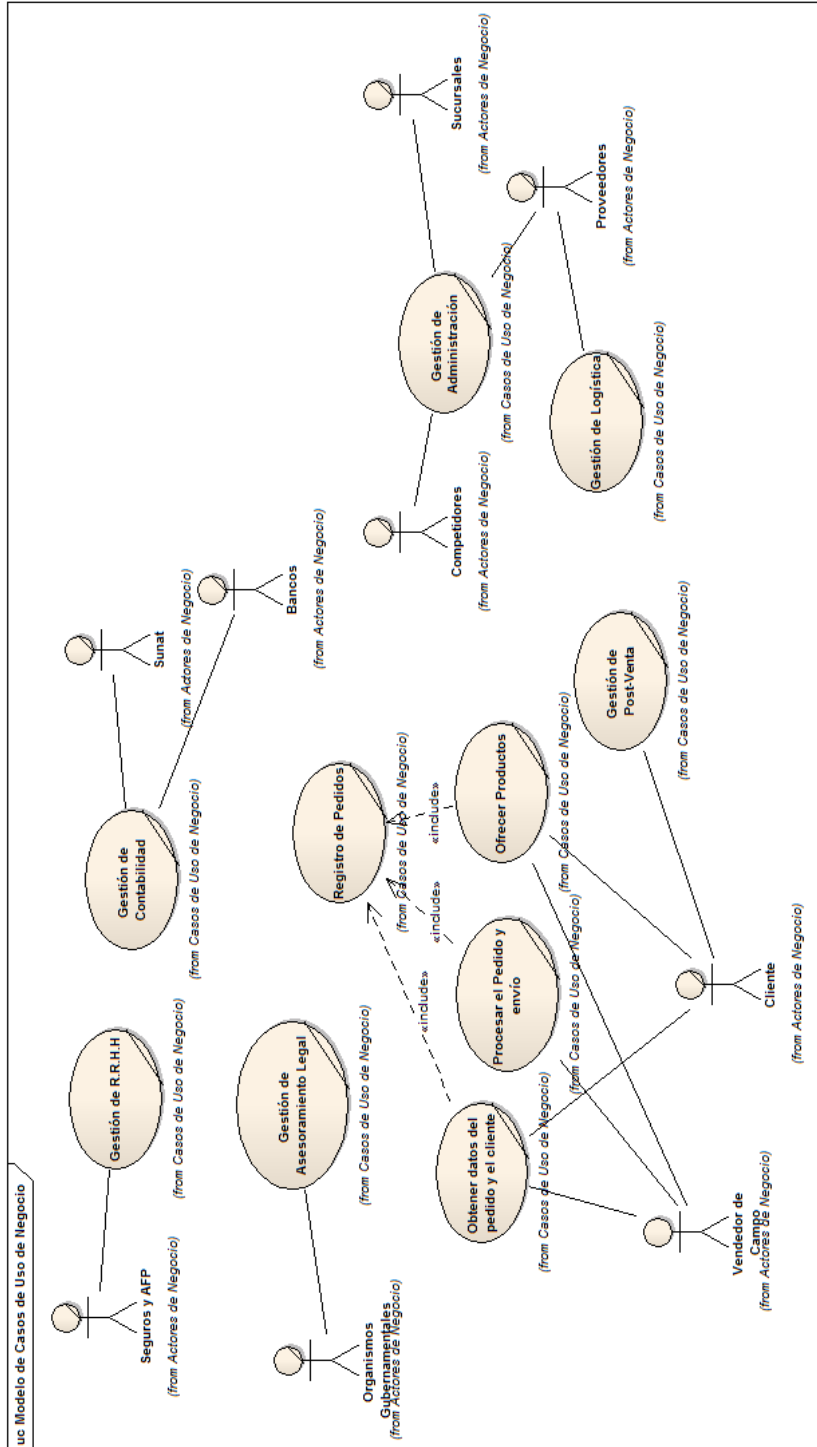 uc Modelo de Casos de Uso de Negocio
Seguros y AFP
(from Actores de Negocio)
Gestión de R.R.H.H
(from Casos de Uso de Negocio)
Gestión de
Contabilidad
(from Casos de Uso de Negocio)
Sunat
(from Actores de Negocio)
Bancos
(from Actores de Negocio)
Organismos
Gubernamentales
(from Actores de Negocio)
Gestión de
Asesoramiento Legal
(from Casos de Uso de Negocio)
Registro de Pedidos
(from Casos de Uso de Negocio)
«include»
«include»
«include»
Obtener datos del
pedido y el cliente
(from Casos de Uso de Negocio)
Procesar el Pedido y
envío
(from Casos de Uso de Negocio)
Ofrecer Productos
(from Casos de Uso de Negocio)
Gestión de
Post-Venta
(from Casos de Uso de Negocio)
Vendedor de
Campo
(from Actores de Negocio)
Cliente
(from Actores de Negocio)
Competidores
(from Actores de Negocio)
Gestión de
Administración
(from Casos de Uso de Negocio)
Sucursales
(from Actores de Negocio)
Gestión de Logística
(from Casos de Uso de Negocio)
Proveedores
(from Actores de Negocio)